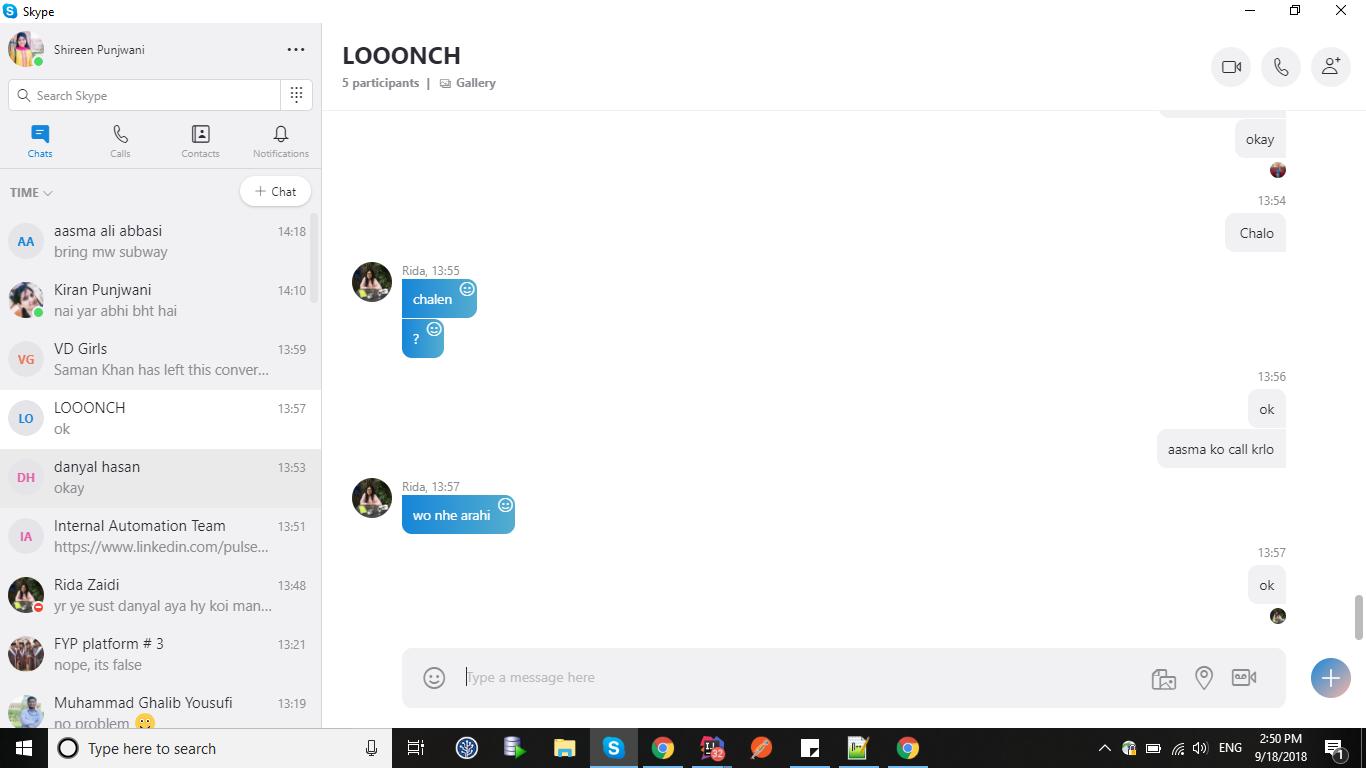 Skype
Shireen Punjwani
Search Skype
Chats
Calls
Contacts
Notifications
TIME
+ Chat
AA
aasma ali abbasi
14:18
bring mw subway
Kiran Punjwani
14:10
nai yar abhi bht hai
VG
VD Girls
13:59
Saman Khan has left this conver...
LO
LOOONCH
13:57
ok
DH
danyal hasan
13:53
okay
IA
Internal Automation Team
13:51
https://www.linkedin.com/pulse...
Rida Zaidi
13:48
yr ye sust danyal aya hy koi man...
FYP platform # 3
13:21
nope, its false
Muhammad Ghalib Yousufi
13:19
no problem
LOOONCH
5 participants | Gallery
okay
13:54
Chalo
Rida, 13:55
chalen
?
13:56
ok
aasma ko call krlo
Rida, 13:57
wo nhe arahi
13:57
ok
Type a message here
Type here to search
32
ENG
2:50 PM
9/18/2018
1